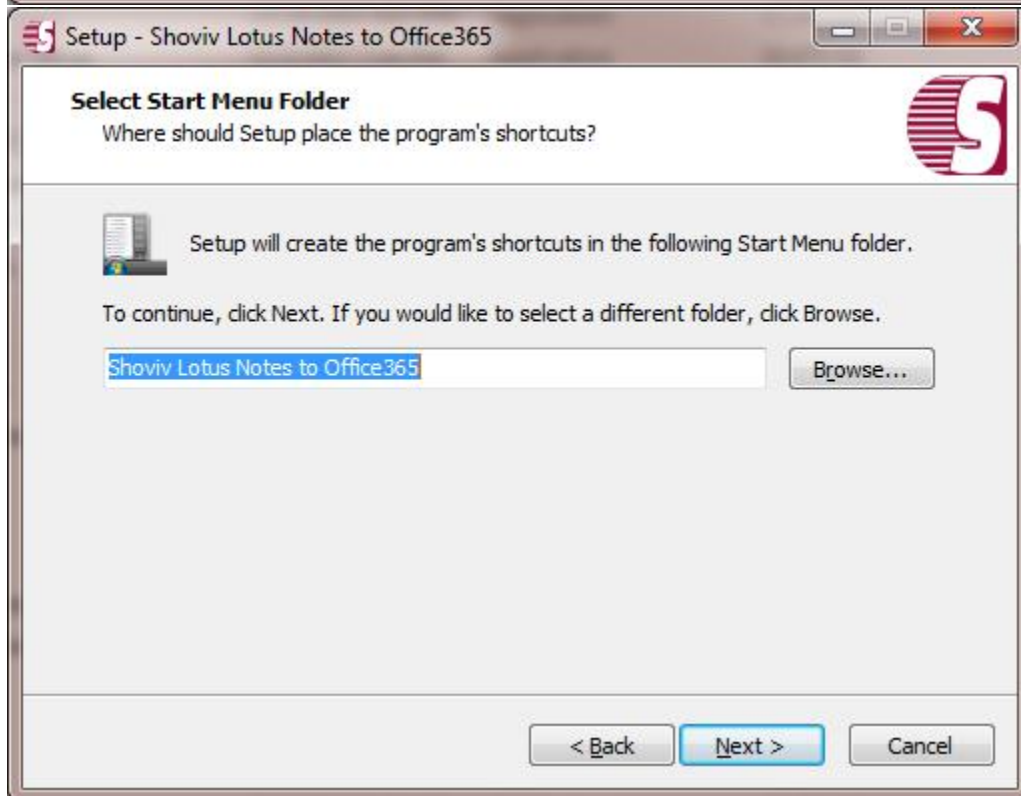 Setup - Shoviv Lotus Notes to Office365
Select Start Menu Folder
Where should Setup place the program's shortcuts?
Setup will create the program's shortcuts in the following Start Menu folder.
To continue, click Next. If you would like to select a different folder, click Browse.
Shoviv Lotus Notes to Office365
Browse...
< Back
Next >
Cancel